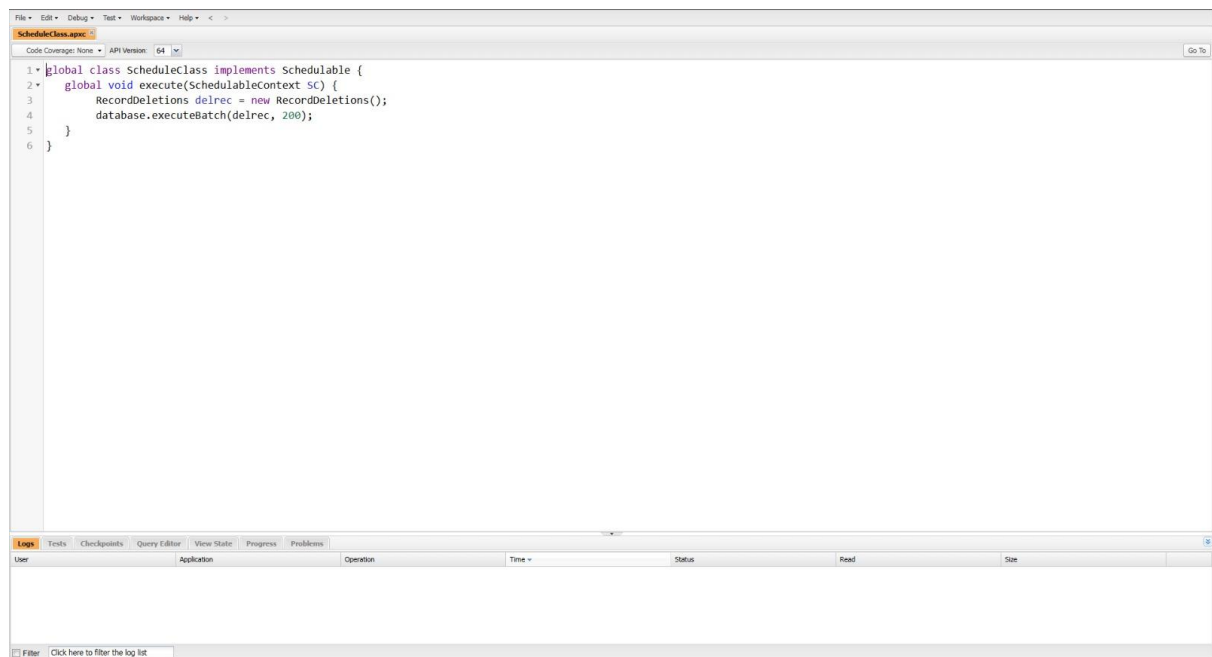 File Edit Debug Test Workspace Help < >
ScheduleClass.apxc
Code Coverage: None API Version: 64 Go To
1 global class ScheduleClass implements Schedulable {
2 global void execute(SchedulableContext SC) {
3 RecordDeletions delrec = new RecordDeletions();
4 database.executeBatch(delrec, 200);
5 }
6 }
Logs Tests Checkpoints Query Editor View State Progress Problems
User Application Operation Time Status Read Size
Filter Click here to filter the log list